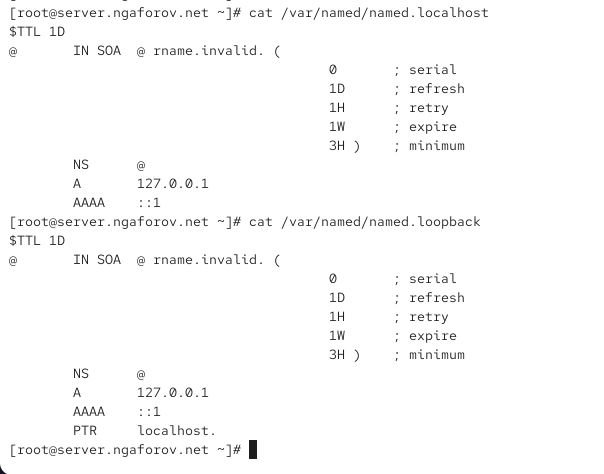 [root@server.ngaforov.net ~]# cat /var/named/named.localhost
$TTL 1D
@       IN SOA  @ rname.invalid. (
                                        0       ; serial
                                        1D      ; refresh
                                        1H      ; retry
                                        1W      ; expire
                                        3H )    ; minimum
        NS      @
        A       127.0.0.1
        AAAA    ::1
[root@server.ngaforov.net ~]# cat /var/named/named.loopback
$TTL 1D
@       IN SOA  @ rname.invalid. (
                                        0       ; serial
                                        1D      ; refresh
                                        1H      ; retry
                                        1W      ; expire
                                        3H )    ; minimum
        NS      @
        A       127.0.0.1
        AAAA    ::1
        PTR     localhost.
[root@server.ngaforov.net ~]#